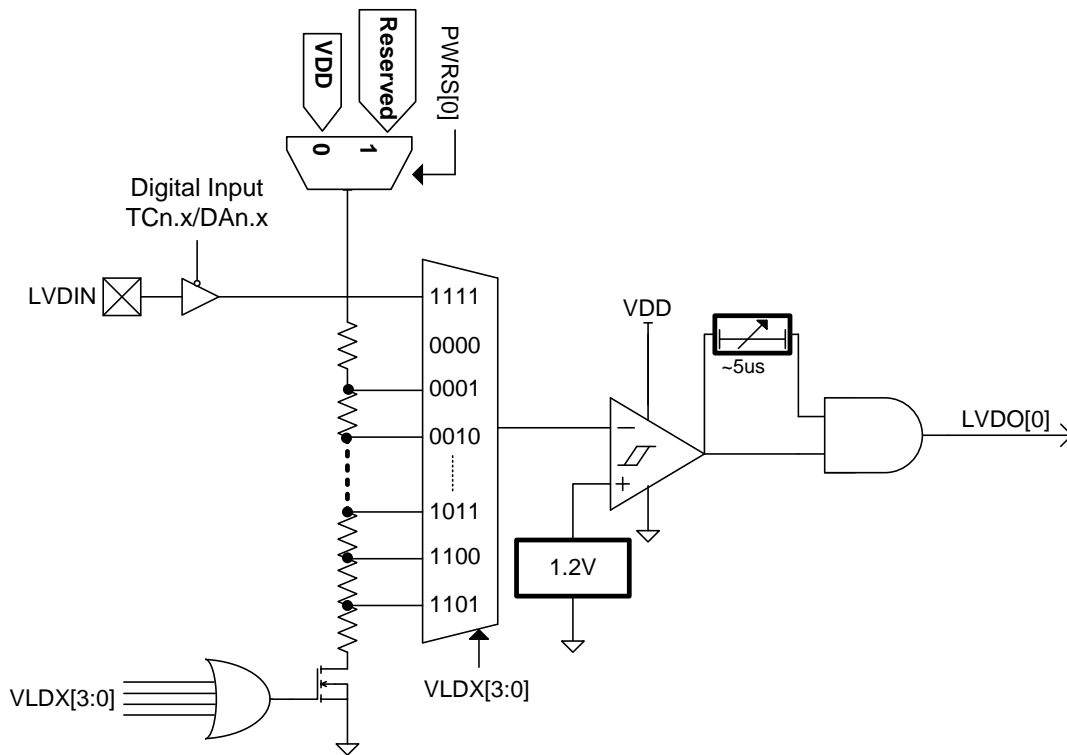 VDD
Reserved
PWRS[0]
0
1
Digital Input
TCn.x/DAn.x
LVDIN
1111
0000
0001
0010
1011
1100
1101
VDD
~5us
LVDO[0]
−
+
1.2V
VLDX[3:0]
VLDX[3:0]